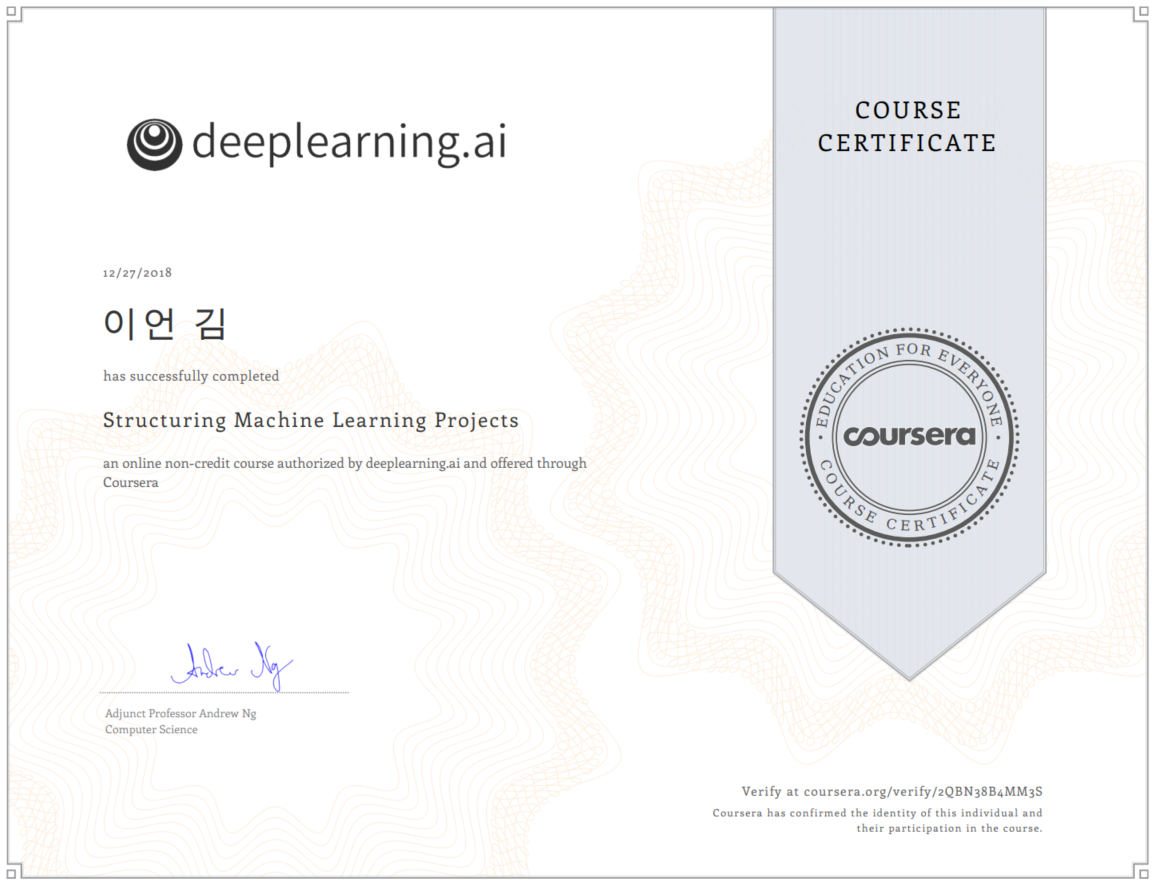 deeplearning.ai
COURSE
CERTIFICATE
12/27/2018
이언 김
has successfully completed
Structuring Machine Learning Projects
an online non-credit course authorized by deeplearning.ai and offered through
Coursera
EDUCATION FOR EVERYONE
coursera
COURSE CERTIFICATE
Andrew Ng
Adjunct Professor Andrew Ng
Computer Science
Verify at coursera.org/verify/2QBN38B4MM3S
Coursera has confirmed the identity of this individual and
their participation in the course.